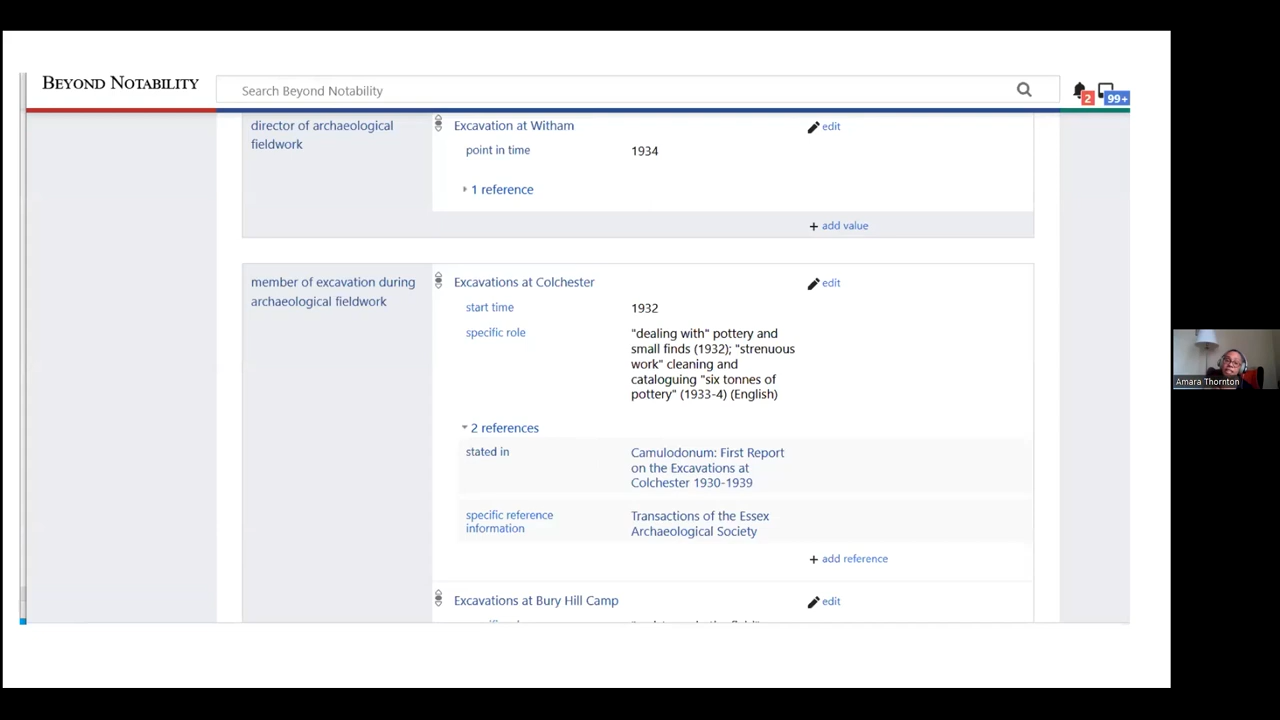 BEYOND NOTABILITY
Search Beyond Notability
2
99+
director of archaeological
fieldwork
Excavation at Witham
edit
point in time
1934
1 reference
+ add value
member of excavation during
archaeological fieldwork
Excavations at Colchester
edit
start time
1932
specific role
"dealing with" pottery and
small finds (1932); "strenuous
work" cleaning and
cataloguing "six tonnes of
pottery" (1933-4) (English)
2 references
stated in
Camulodunum: First Report
on the Excavations at
Colchester 1930-1939
specific reference
information
Transactions of the Essex
Archaeological Society
+ add reference
Excavations at Bury Hill Camp
edit
Amara Thornton